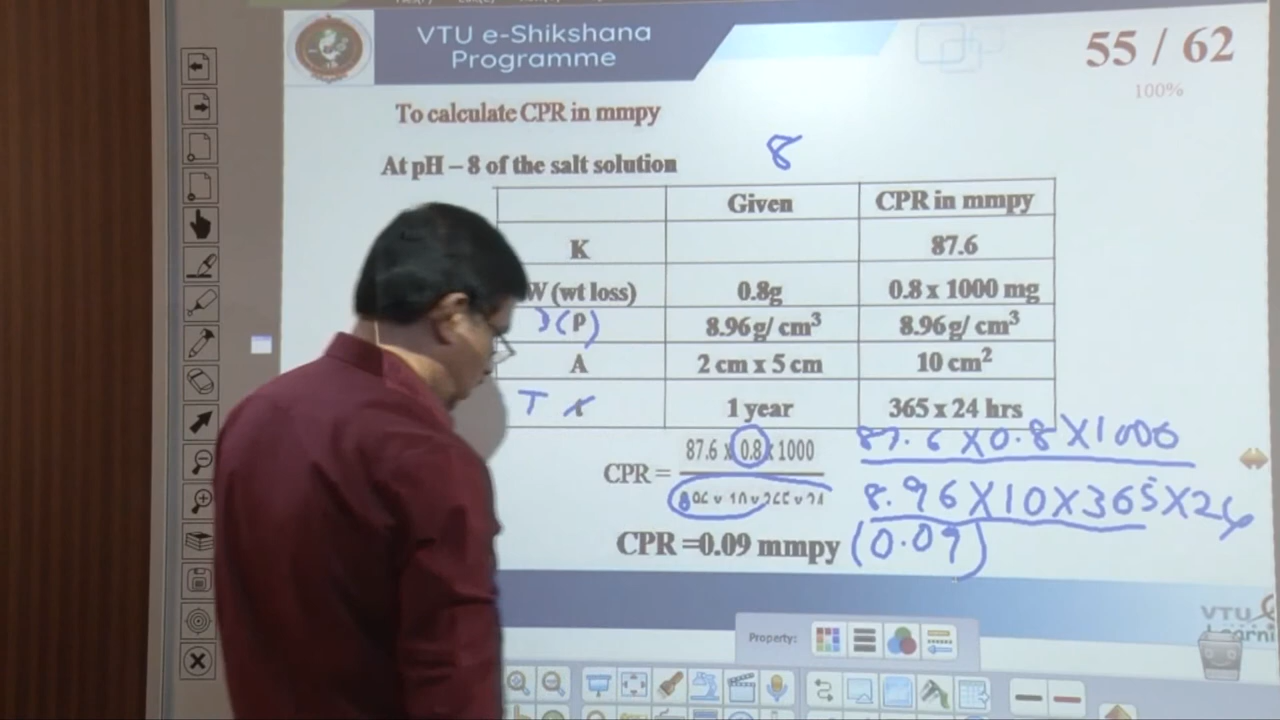 VTU e-Shikshana
Programme
55 / 62
100%
To calculate CPR in mmpy
At pH – 8 of the salt solution
8
Given CPR in mmpy
K 87.6
W (wt loss) 0.8g 0.8 x 1000 mg
(P) 8.96g/ cm³ 8.96g/ cm³
A 2 cm x 5 cm 10 cm²
T 1 year 365 x 24 hrs
CPR = 87.6 x 0.8 x 1000
87.6 X 0.8 X 1000
8.96 X 10 X 365 X 24
CPR =0.09 mmpy (0.09)
VTU
Property: